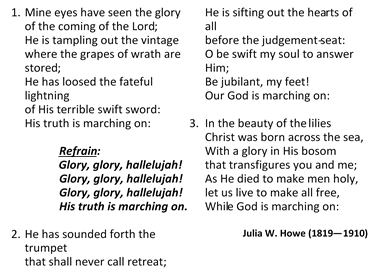 1. Mine eyes have seen the glory
of the coming of the Lord;
He is tampling out the vintage
where the grapes of wrath are
stored;
He has loosed the fateful
lightning
of His terrible swift sword:
His truth is marching on:
Refrain:
Glory, glory, hallelujah!
Glory, glory, hallelujah!
Glory, glory, hallelujah!
His truth is marching on.
2. He has sounded forth the
trumpet
that shall never call retreat;
He is sifting out the hearts of
all
before the judgement-seat:
O be swift my soul to answer
Him;
Be jubilant, my feet!
Our God is marching on:
3. In the beauty of the lilies
Christ was born across the sea,
With a glory in His bosom
that transfigures you and me;
As He died to make men holy,
let us live to make all free,
While God is marching on:
Julia W. Howe (1819—1910)